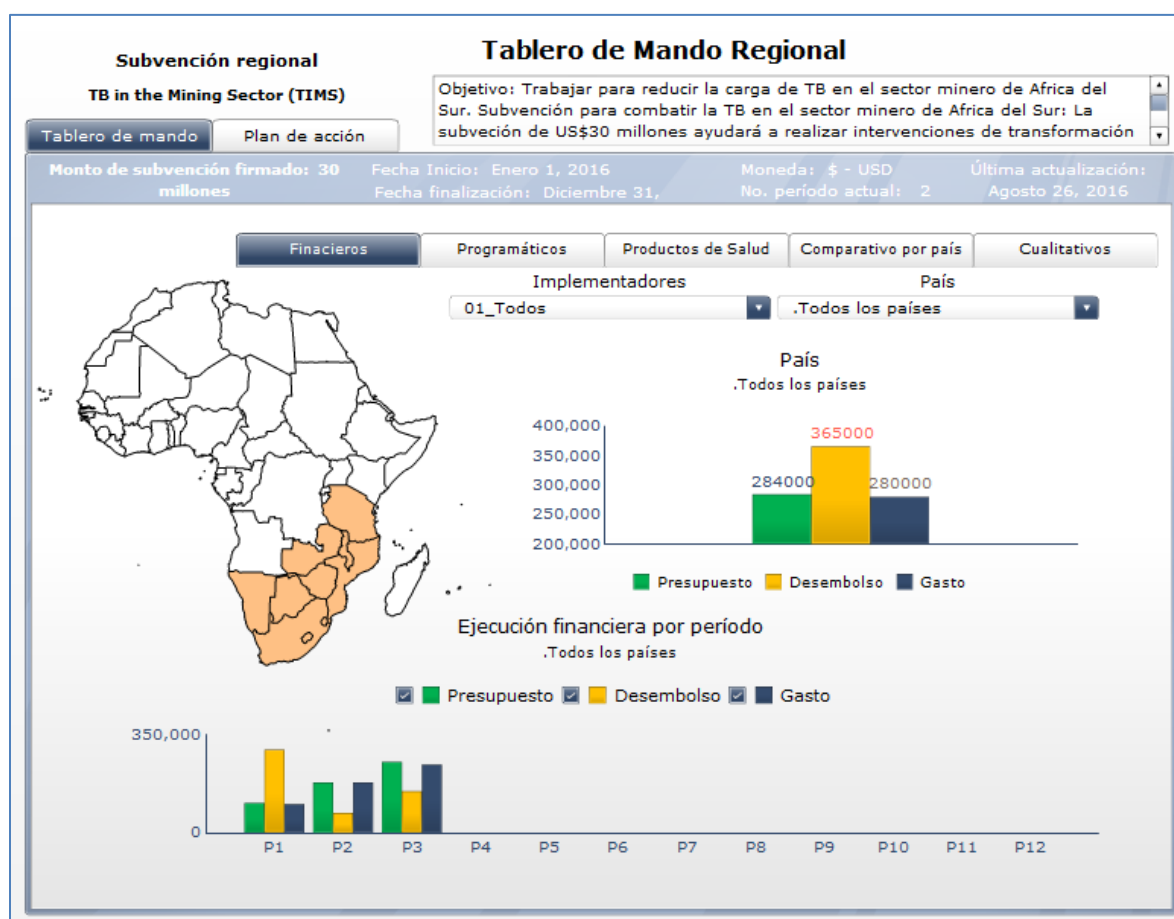 Subvención regional
TB in the Mining Sector (TIMS)
Tablero de Mando Regional
Objetivo: Trabajar para reducir la carga de TB en el sector minero de Africa del
Sur. Subvención para combatir la TB en el sector minero de Africa del Sur: La
subveción de US$30 millones ayudará a realizar intervenciones de transformación
Tablero de mando Plan de acción
Monto de subvención firmado: 30
millones
Fecha Inicio: Enero 1, 2016
Fecha finalización: Diciembre 31,
Moneda: $ - USD
No. período actual: 2
Última actualización:
Agosto 26, 2016
Finacieros Programáticos Productos de Salud Comparativo por país Cualitativos
Implementadores País
01_Todos .Todos los países
País
.Todos los países
400,000
350,000
300,000
250,000
200,000
284000 365000 280000
Presupuesto Desembolso Gasto
Ejecución financiera por período
.Todos los países
Presupuesto Desembolso Gasto
350,000
0
P1 P2 P3 P4 P5 P6 P7 P8 P9 P10 P11 P12